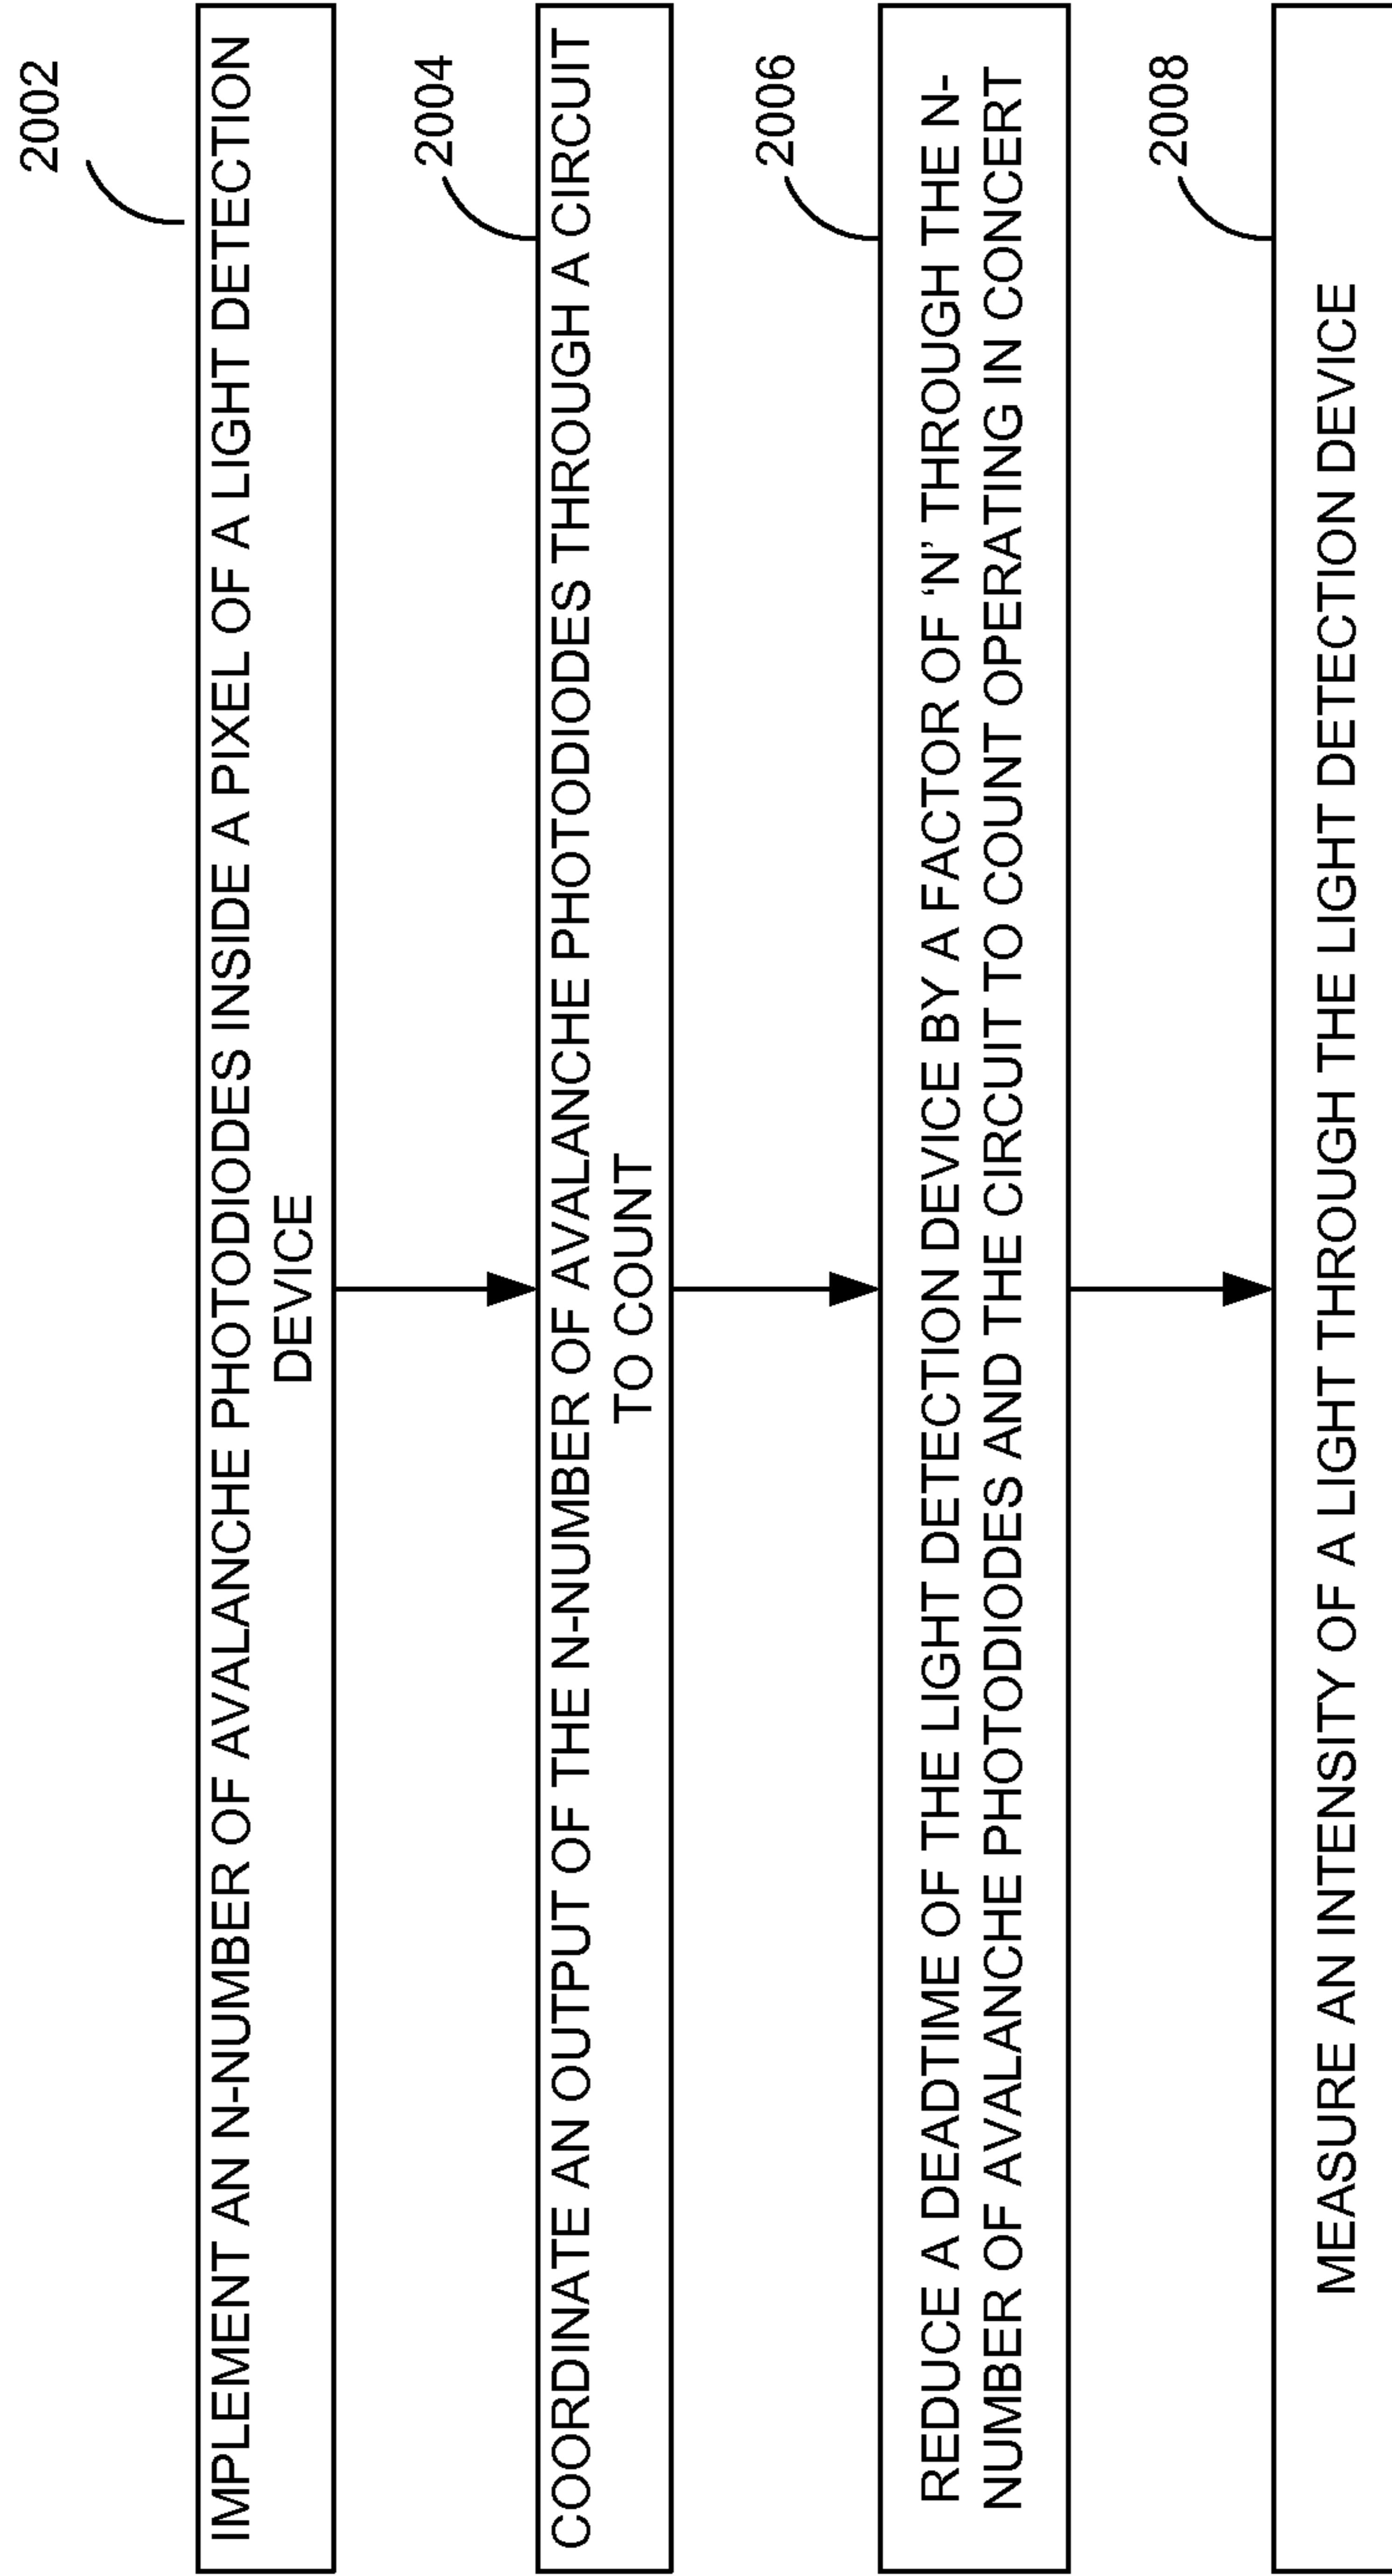 2002
IMPLEMENT AN N-NUMBER OF AVALANCHE PHOTODIODES INSIDE A PIXEL OF A LIGHT DETECTION
DEVICE
2004
COORDINATE AN OUTPUT OF THE N-NUMBER OF AVALANCHE PHOTODIODES THROUGH A CIRCUIT
TO COUNT
2006
REDUCE A DEADTIME OF THE LIGHT DETECTION DEVICE BY A FACTOR OF ‘N’ THROUGH THE N-
NUMBER OF AVALANCHE PHOTODIODES AND THE CIRCUIT TO COUNT OPERATING IN CONCERT
2008
MEASURE AN INTENSITY OF A LIGHT THROUGH THE LIGHT DETECTION DEVICE